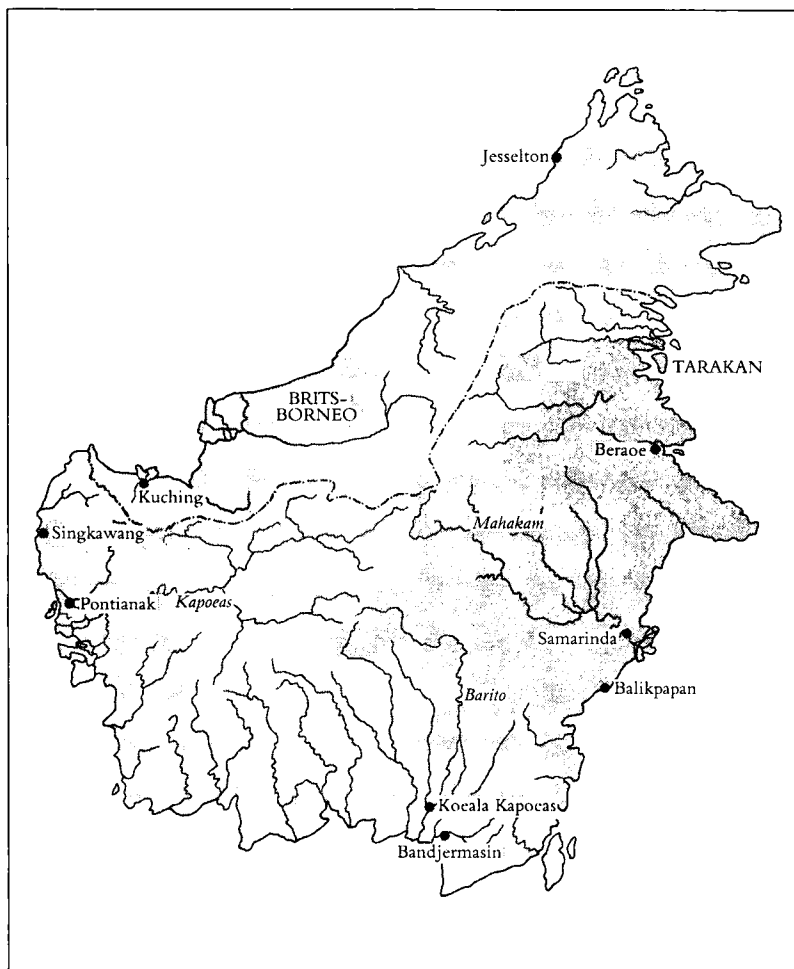 Jesselton
TARAKAN
BRITS-
BORNEO
Beraoe
Kuching
Mahakam
Singkawang
Kapoeas
Pontianak
Samarinda
Barito
Balikpapan
Koeala Kapoeas
Bandjermasin